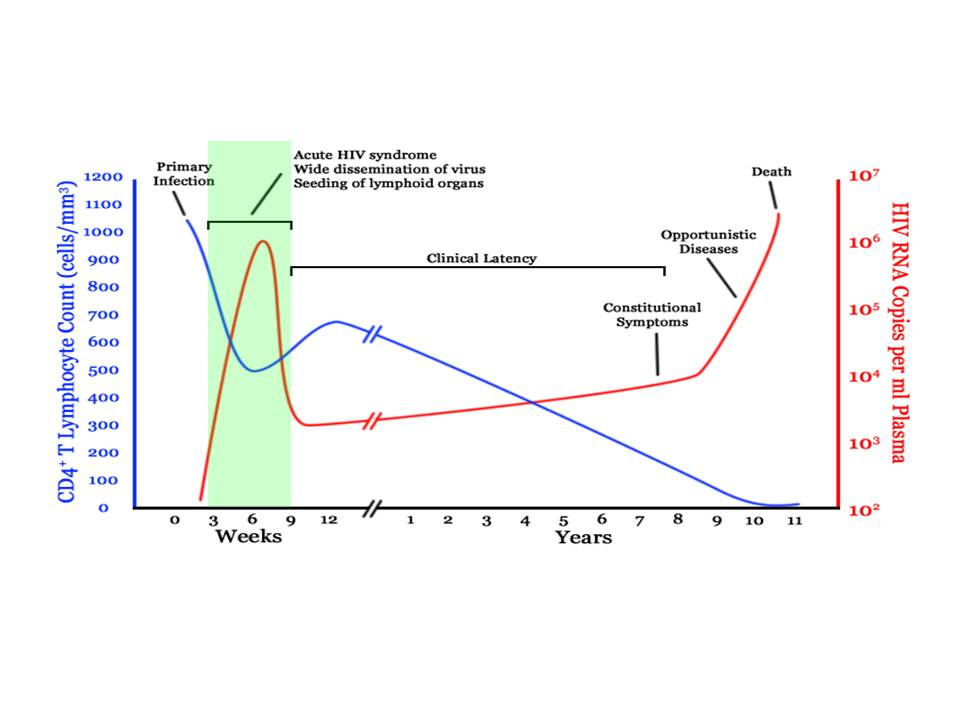 Primary
Infection
Acute HIV syndrome
Wide dissemination of virus
Seeding of lymphoid organs
Clinical Latency
Constitutional
Symptoms
Opportunistic
Diseases
Death
CD4⁺ T Lymphocyte Count (cells/mm³)
1200
1100
1000
900
800
700
600
500
400
300
200
100
0
HIV RNA Copies per ml Plasma
10⁷
10⁶
10⁵
10⁴
10³
10²
0 3 6 9 12 1 2 3 4 5 6 7 8 9 10 11
Weeks Years